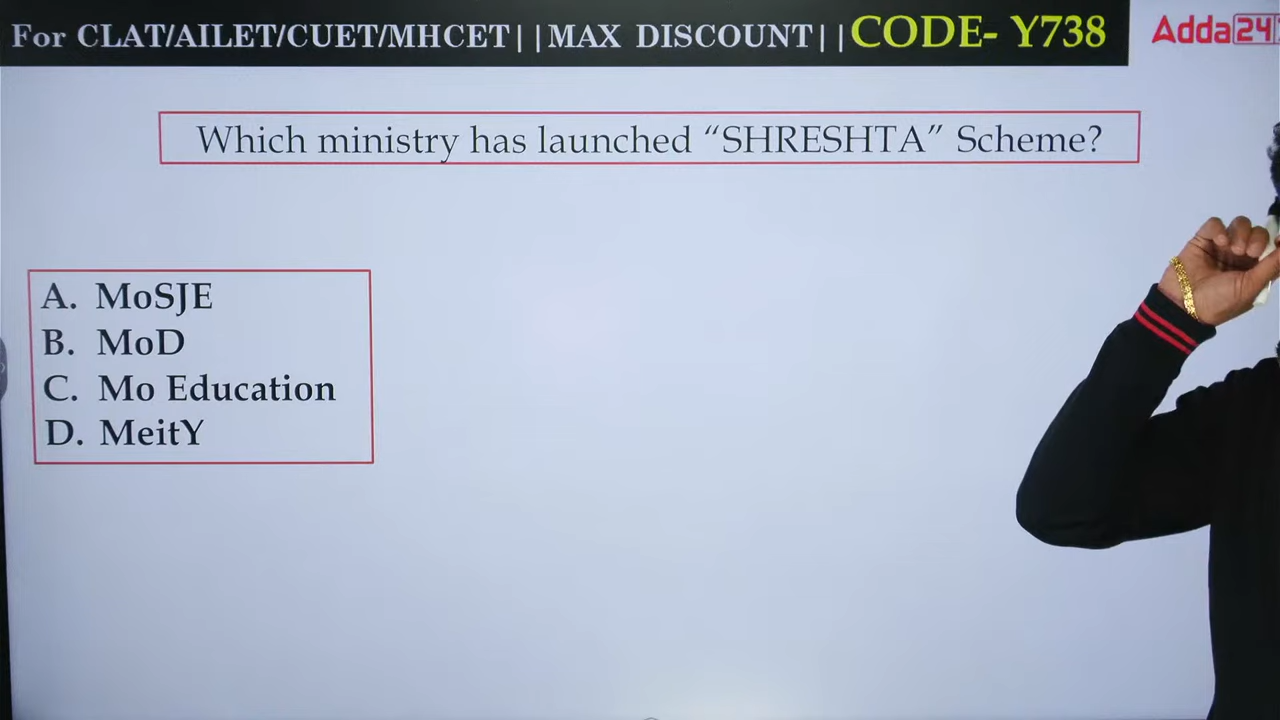 For CLAT/AILET/CUET/MHCET||MAX DISCOUNT||CODE- Y738
Adda24
Which ministry has launched “SHRESHTA” Scheme?
A. MoSJE
B. MoD
C. Mo Education
D. MeitY